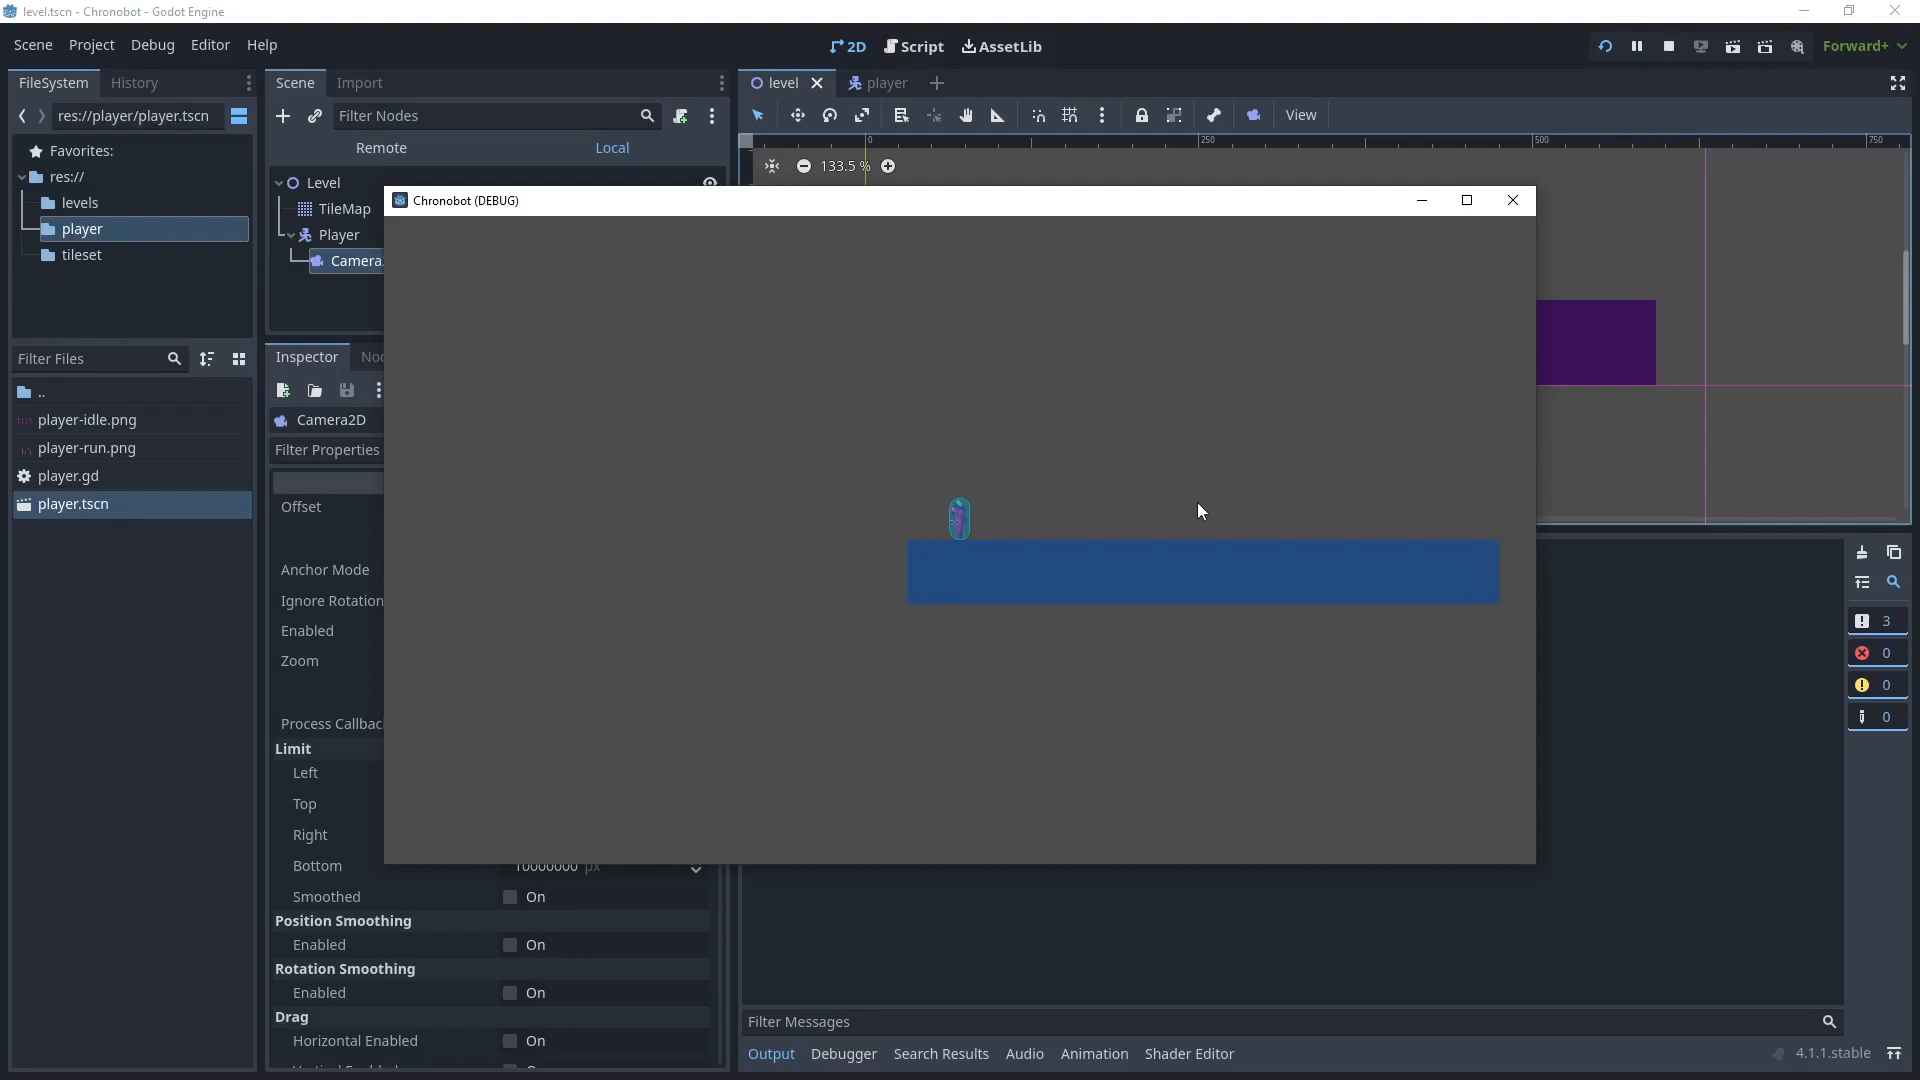 level.tscn - Chronobot - Godot Engine
Scene Project Debug Editor Help
2D Script AssetLib
Forward+
FileSystem History
Scene Import
level player
res://player/player.tscn
Filter Nodes
View
Remote Local
0 250 500 750
133.5 %
Favorites:
res://
levels
player
tileset
Level
TileMap
Player
Camera
Chronobot (DEBUG)
Filter Files
..
player-idle.png
player-run.png
player.gd
player.tscn
Inspector
Camera2D
Filter Properties
Offset
Anchor Mode
Ignore Rotation
Enabled
Zoom
Limit
Left
Top
Right
Bottom 10000000 px
Smoothed On
Position Smoothing
Enabled On
Rotation Smoothing
Enabled On
Drag
Horizontal Enabled On
3
0
0
0
Filter Messages
Output Debugger Search Results Audio Animation Shader Editor
4.1.1.stable